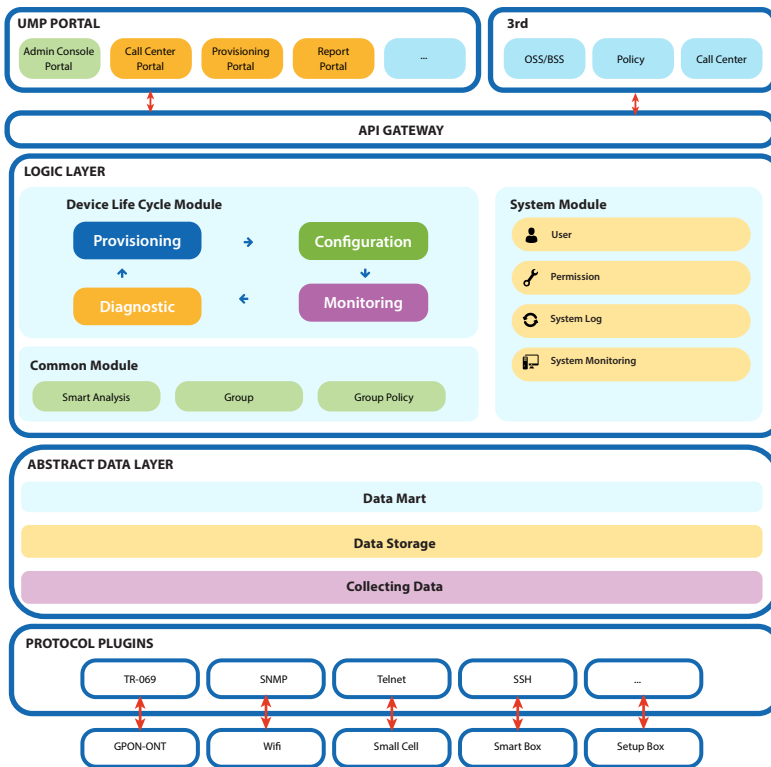 UMP PORTAL
Admin Console
Portal
Call Center
Portal
Provisioning
Portal
Report
Portal
...
3rd
OSS/BSS
Policy
Call Center
API GATEWAY
LOGIC LAYER
Device Life Cycle Module
Provisioning
Configuration
Diagnostic
Monitoring
Common Module
Smart Analysis
Group
Group Policy
System Module
User
Permission
System Log
System Monitoring
ABSTRACT DATA LAYER
Data Mart
Data Storage
Collecting Data
PROTOCOL PLUGINS
TR-069
SNMP
Telnet
SSH
...
GPON-ONT
Wifi
Small Cell
Smart Box
Setup Box